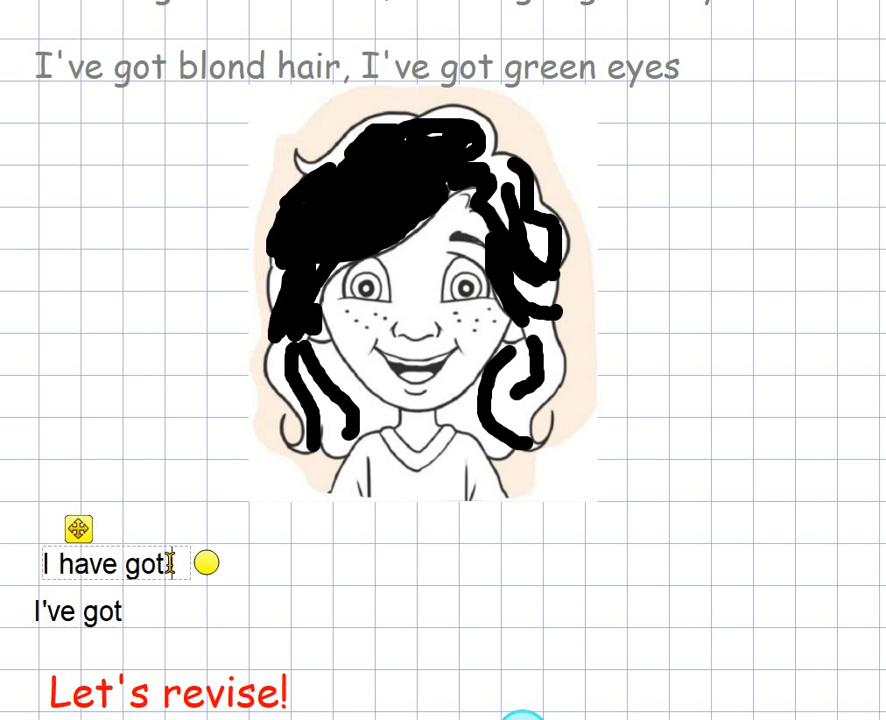 I've got blond hair, I've got green eyes
I have got
I've got
Let's revise!